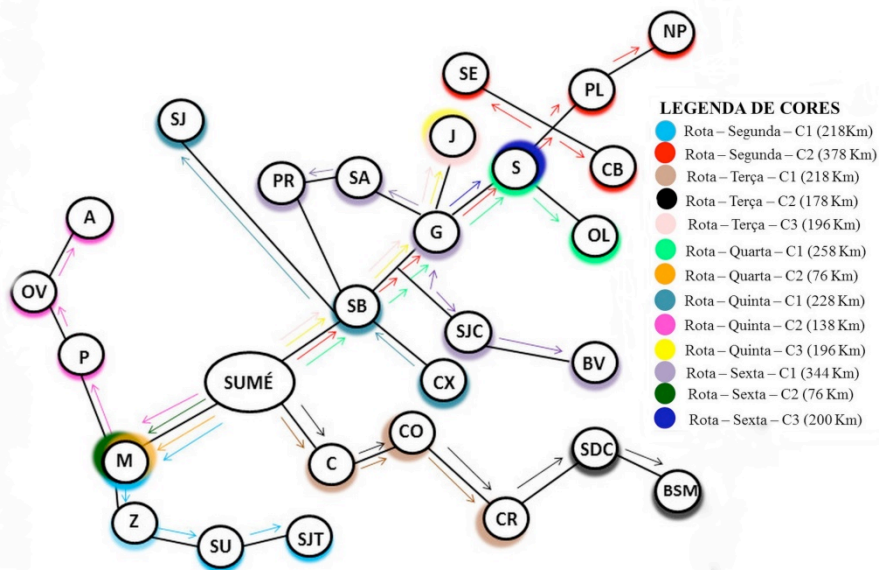 NP
SE
PL
SJ
J
S
CB
PR
SA
A
G
OL
OV
SB
SJC
P
BV
SUMÉ
CX
CO
M
C
SDC
BSM
Z
CR
SU
SJT
LEGENDA DE CORES
Rota – Segunda – C1 (218Km)
Rota – Segunda – C2 (378 Km)
Rota – Terça – C1 (218 Km)
Rota – Terça – C2 (178 Km)
Rota – Terça – C3 (196 Km)
Rota – Quarta – C1 (258 Km)
Rota – Quarta – C2 (76 Km)
Rota – Quinta – C1 (228 Km)
Rota – Quinta – C2 (138 Km)
Rota – Quinta – C3 (196 Km)
Rota – Sexta – C1 (344 Km)
Rota – Sexta – C2 (76 Km)
Rota – Sexta – C3 (200 Km)